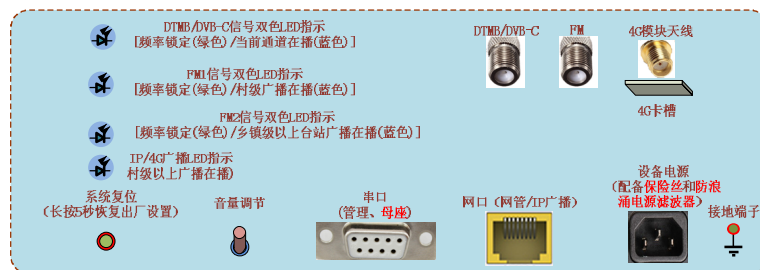 DTMB/DVB-C信号双色LED指示
[频率锁定(绿色)/当前通道在播(蓝色)]
FM1信号双色LED指示
[频率锁定(绿色)/村级广播在播(蓝色)]
FM2信号双色LED指示
[频率锁定(绿色)/乡镇级以上台站广播在播(蓝色)]
IP/4G广播LED指示
村级以上广播在播)
DTMB/DVB-C
FM
4G模块天线
4G卡槽
系统复位
(长按5秒恢复出厂设置)
音量调节
串口
(管理、母座)
网口（网管/IP广播）
设备电源
(配备保险丝和防浪
涌电源滤波器)
接地端子